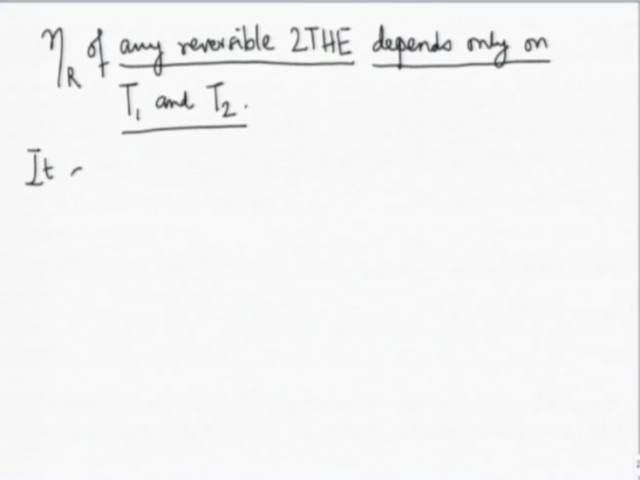 η_R of any reversible 2THE depends only on
T₁ and T₂.
It